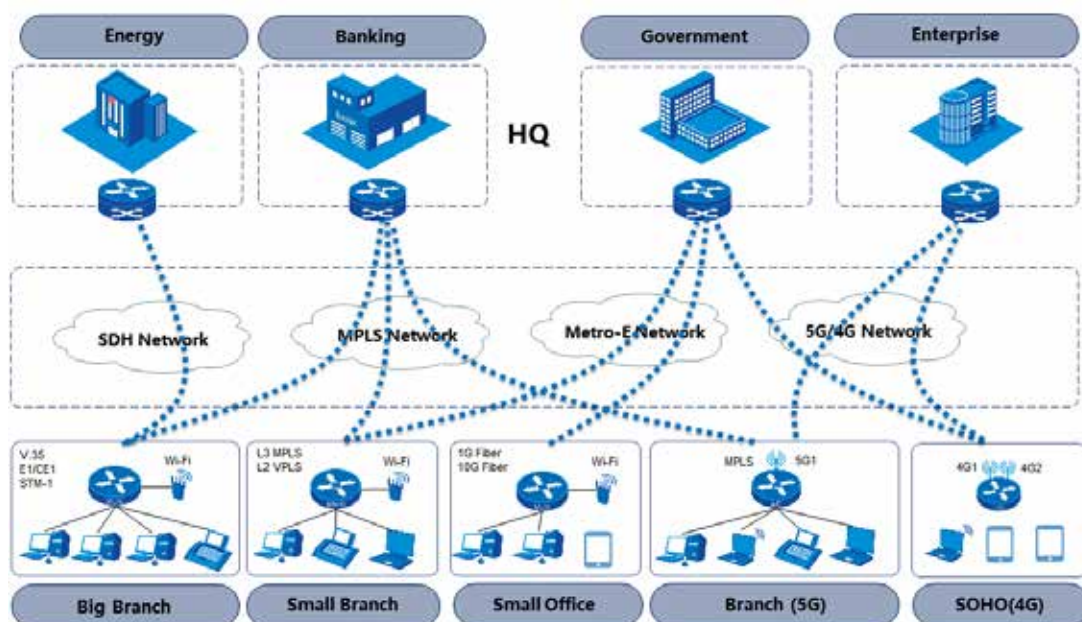 Energy
Banking
Government
Enterprise
HQ
SDH Network
MPLS Network
Metro-E Network
5G/4G Network
V.35
E1/CE1
STM-1
Wi-Fi
L3 MPLS
L2 VPLS
Wi-Fi
1G Fiber
10G Fiber
Wi-Fi
MPLS
5G1
4G1
4G2
Big Branch
Small Branch
Small Office
Branch (5G)
SOHO(4G)